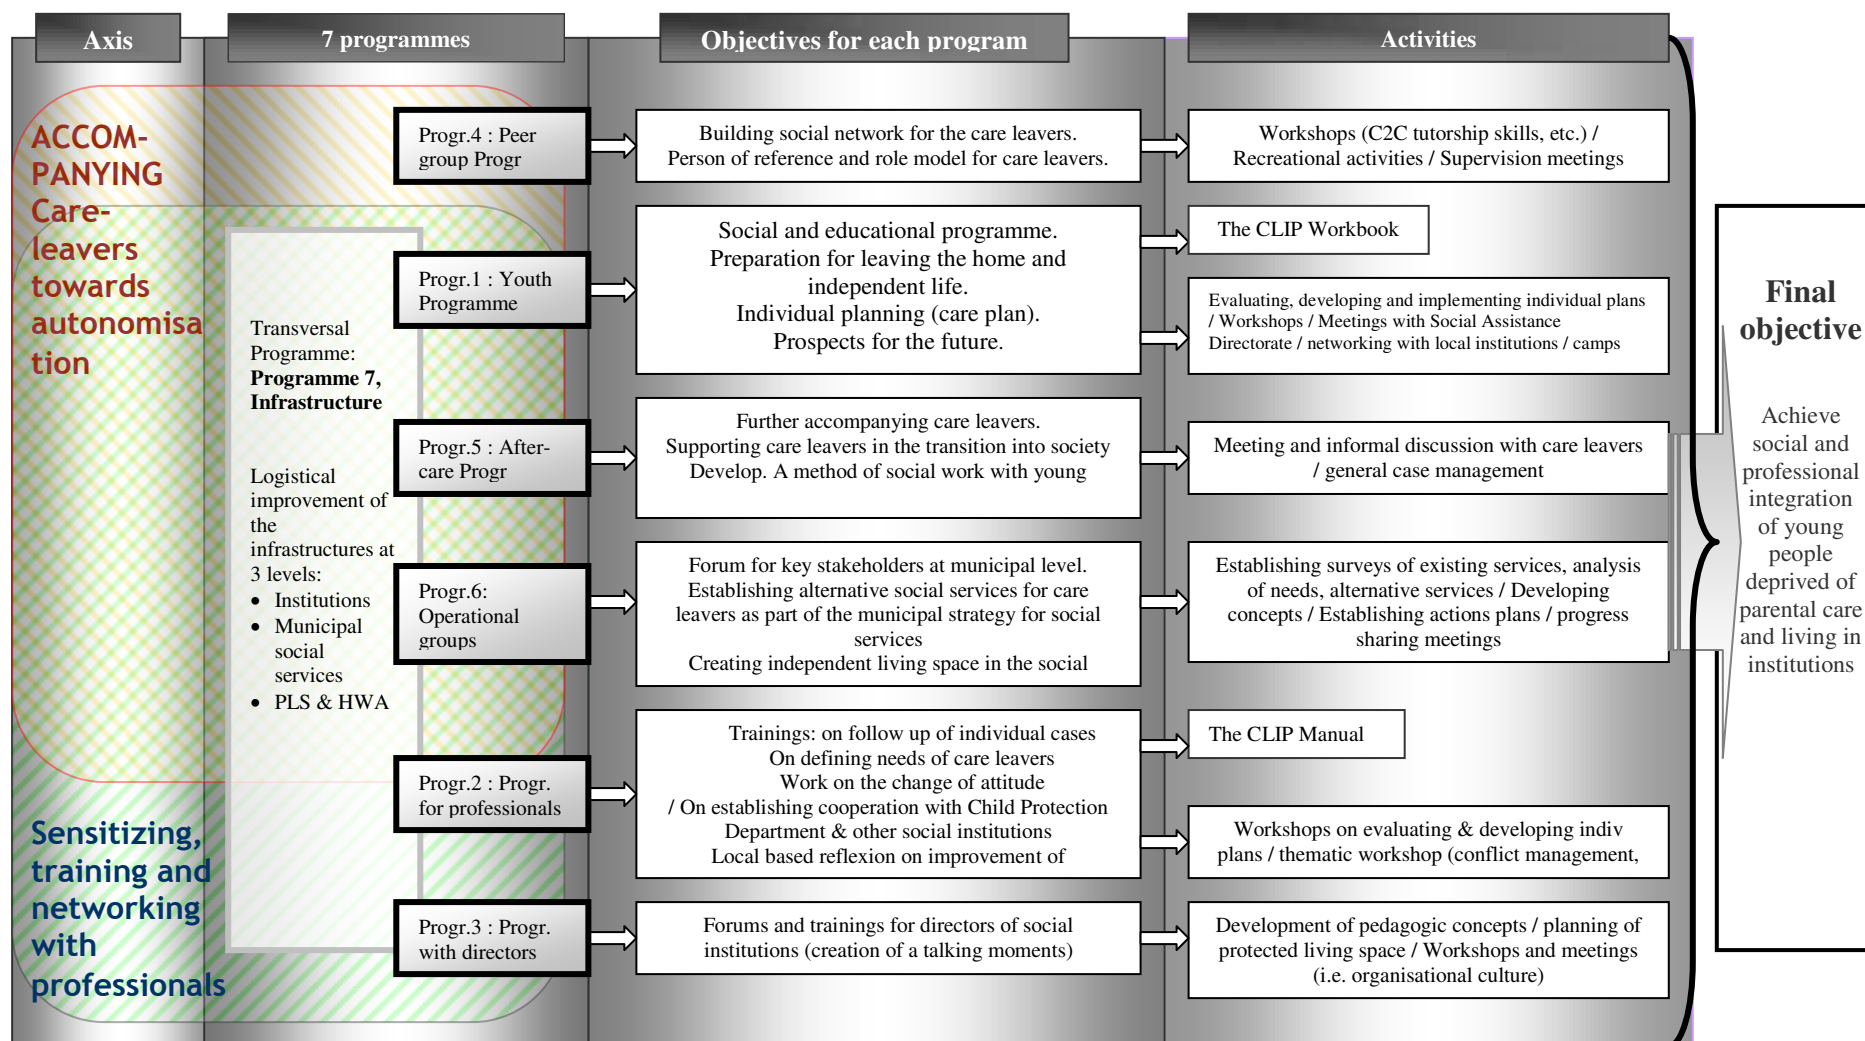 Axis
7 programmes
Objectives for each program
Activities
ACCOM-
PANYING
Care-
leavers
towards
autonomisa
tion
Sensitizing,
training and
networking
with
professionals
Transversal
Programme:
Programme 7,
Infrastructure
Logistical
improvement of
the
infrastructures at
3 levels:
• Institutions
• Municipal
social
services
• PLS & HWA
Progr.4 : Peer
group Progr
Building social network for the care leavers.
Person of reference and role model for care leavers.
Workshops (C2C tutorship skills, etc.) /
Recreational activities / Supervision meetings
Progr.1 : Youth
Programme
Social and educational programme.
Preparation for leaving the home and
independent life.
Individual planning (care plan).
Prospects for the future.
The CLIP Workbook
Evaluating, developing and implementing individual plans
/ Workshops / Meetings with Social Assistance
Directorate / networking with local institutions / camps
Progr.5 : After-
care Progr
Further accompanying care leavers.
Supporting care leavers in the transition into society
Develop. A method of social work with young
Meeting and informal discussion with care leavers
/ general case management
Progr.6:
Operational
groups
Forum for key stakeholders at municipal level.
Establishing alternative social services for care
leavers as part of the municipal strategy for social
services
Creating independent living space in the social
Establishing surveys of existing services, analysis
of needs, alternative services / Developing
concepts / Establishing actions plans / progress
sharing meetings
Progr.2 : Progr.
for professionals
Trainings: on follow up of individual cases
On defining needs of care leavers
Work on the change of attitude
/ On establishing cooperation with Child Protection
Department & other social institutions
Local based reflexion on improvement of
The CLIP Manual
Workshops on evaluating & developing indiv
plans / thematic workshop (conflict management,
Progr.3 : Progr.
with directors
Forums and trainings for directors of social
institutions (creation of a talking moments)
Development of pedagogic concepts / planning of
protected living space / Workshops and meetings
(i.e. organisational culture)
Final
objective
Achieve
social and
professional
integration
of young
people
deprived of
parental care
and living in
institutions